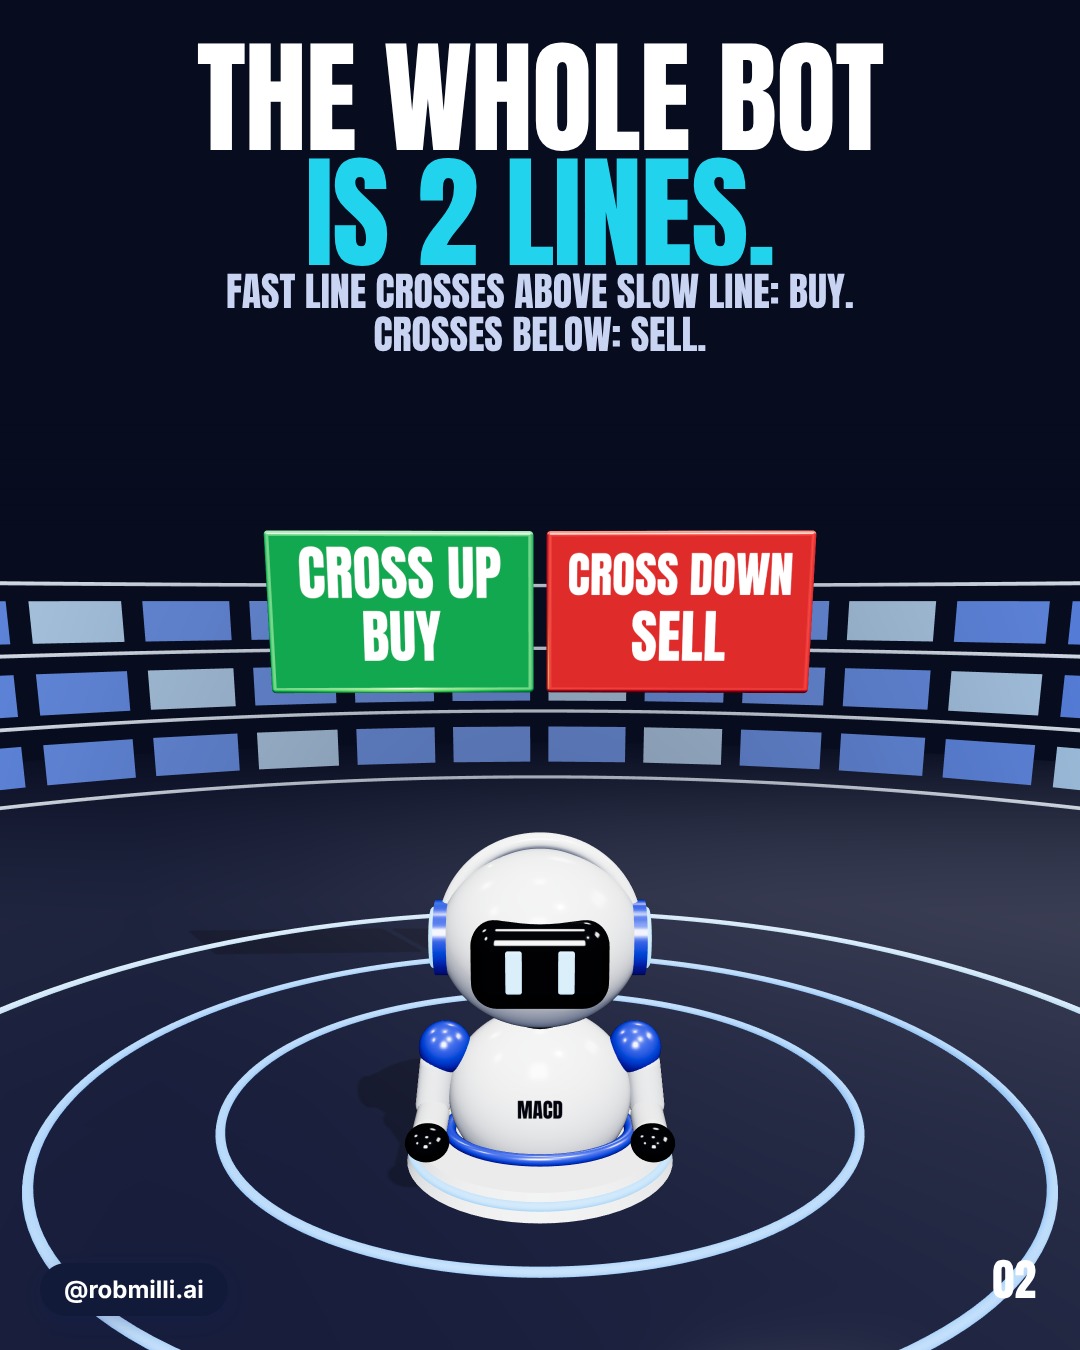 THE WHOLE BOT
IS 2 LINES.
FAST LINE CROSSES ABOVE SLOW LINE: BUY.
CROSSES BELOW: SELL.
CROSS UP
BUY
CROSS DOWN
SELL
MACD
@robmilli.ai
02